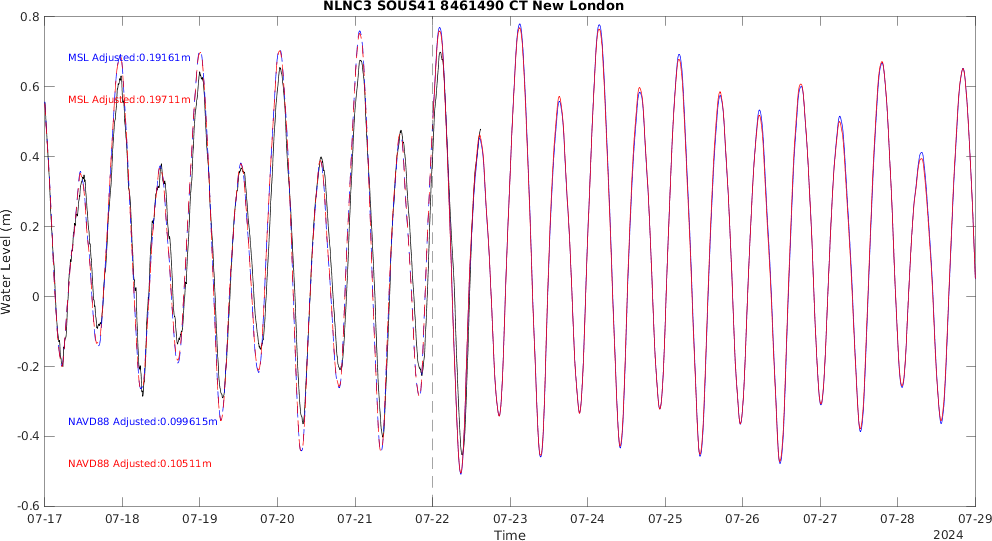 NLNC3 SOUS41 8461490 CT New London
0.8
MSL Adjusted:0.19161m
0.6
MSL Adjusted:0.19711m
0.4
0.2
Water Level (m)
0
-0.2
NAVD88 Adjusted:0.099615m
-0.4
NAVD88 Adjusted:0.10511m
-0.6
07-17 07-18 07-19 07-20 07-21 07-22 07-23 07-24 07-25 07-26 07-27 07-28 07-29
Time
2024